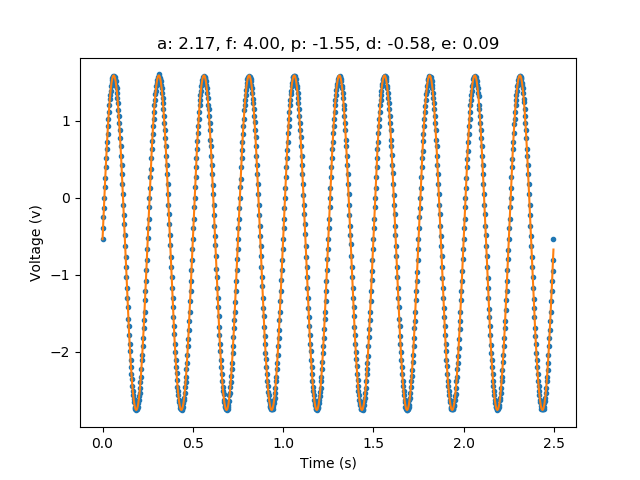 a: 2.17, f: 4.00, p: -1.55, d: -0.58, e: 0.09
1
0
−1
−2
Voltage (v)
0.0 0.5 1.0 1.5 2.0 2.5
Time (s)